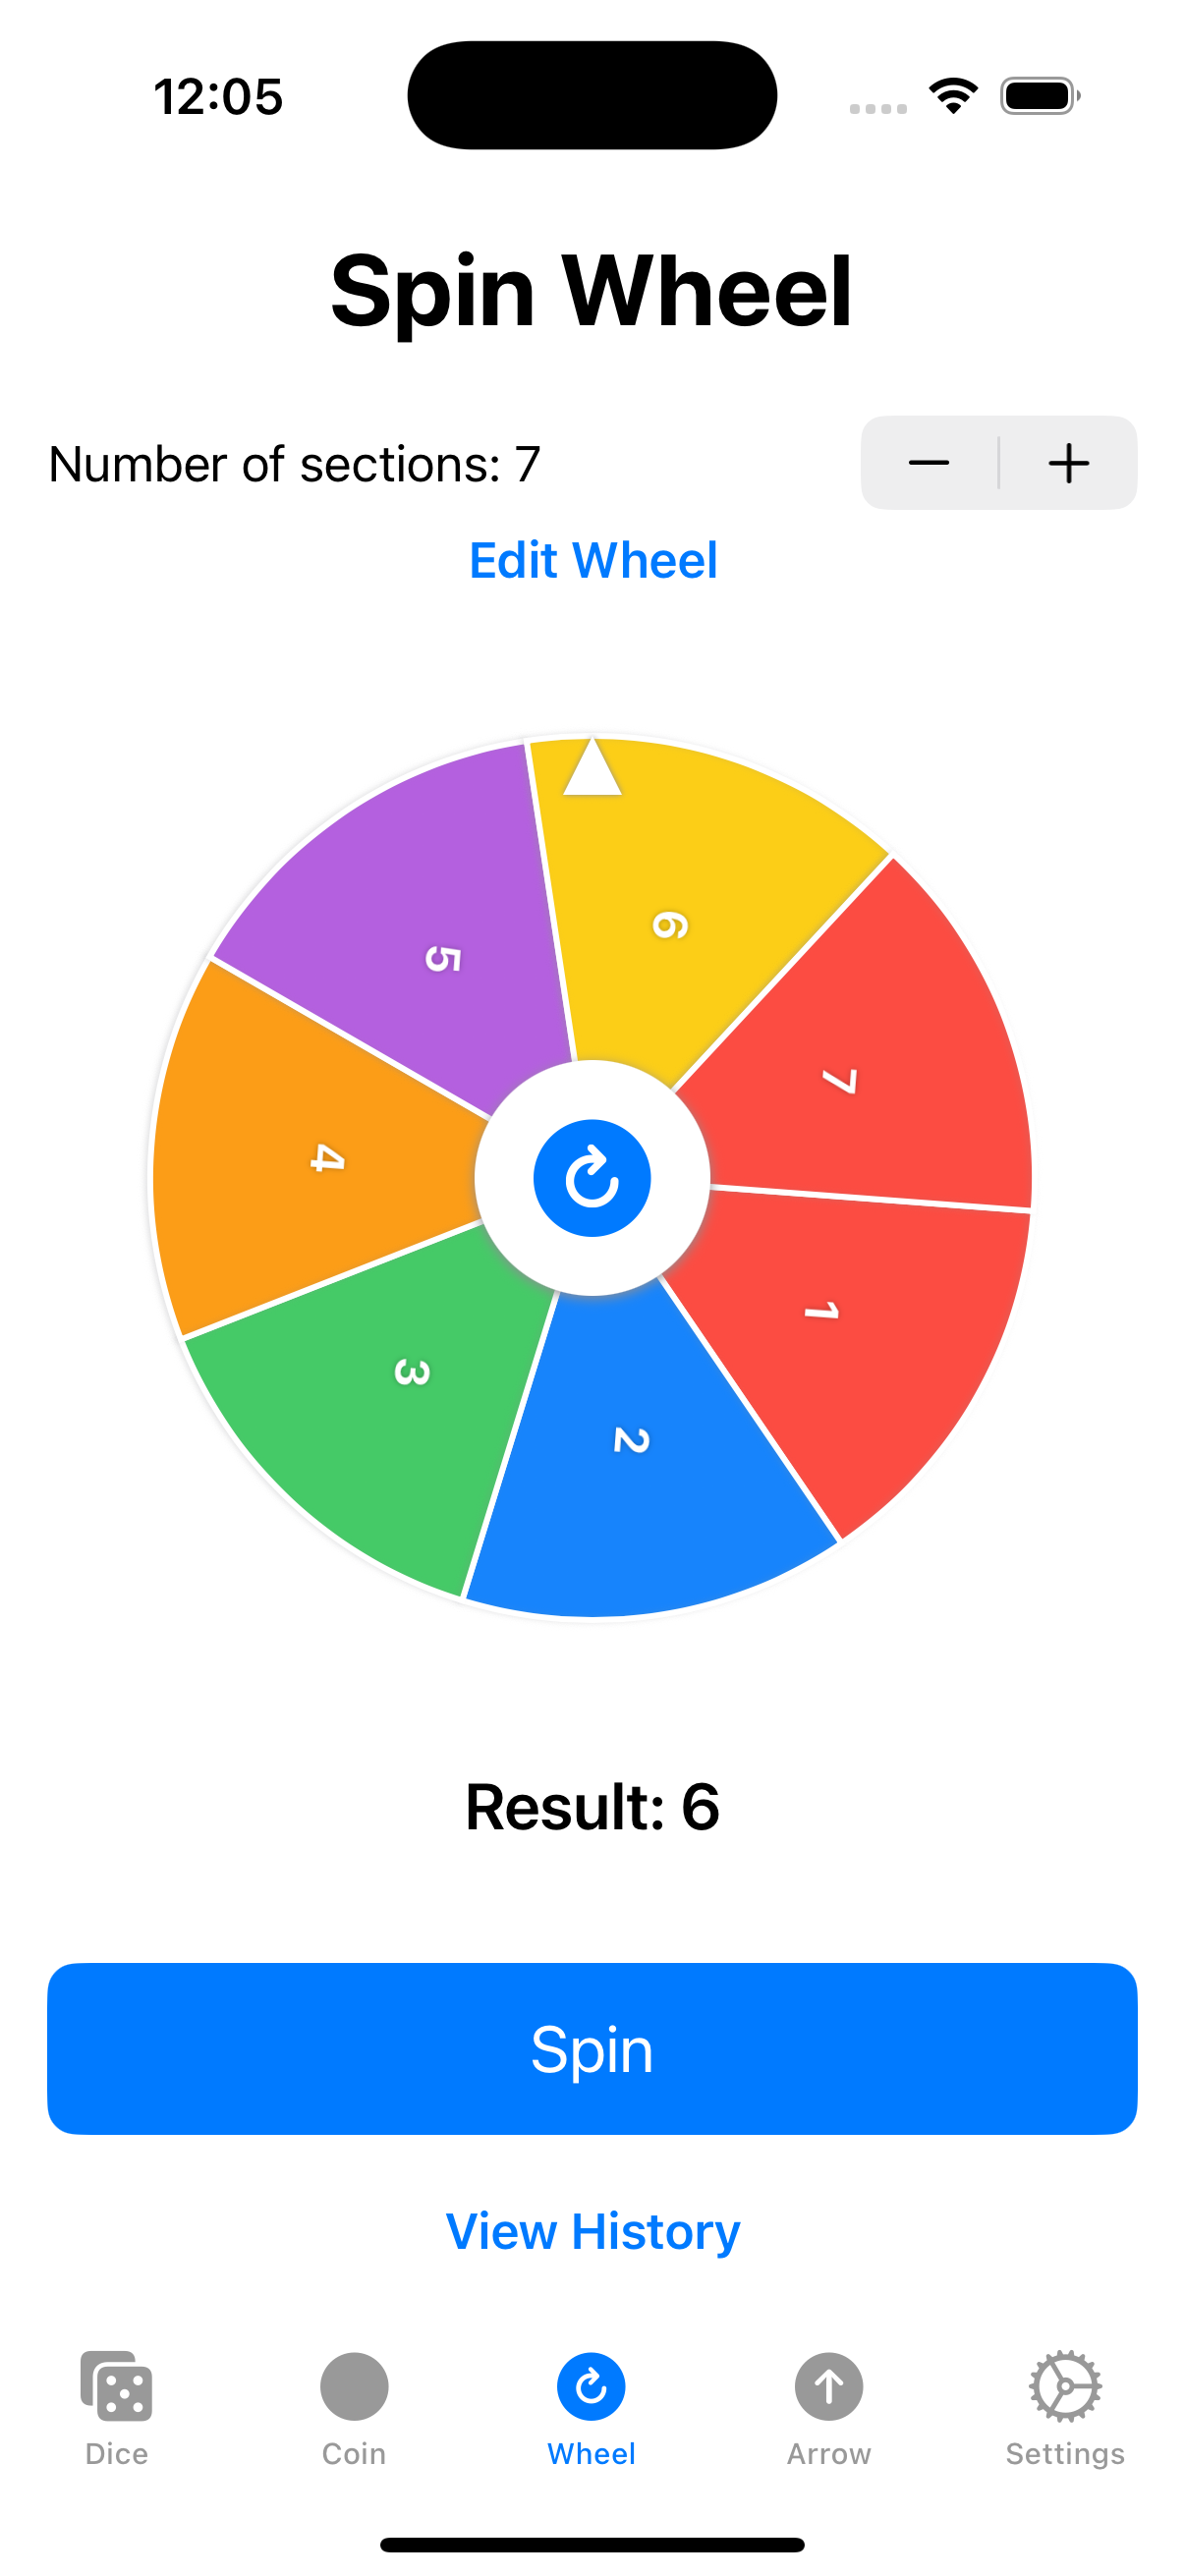 12:05
Spin Wheel
Number of sections: 7
Edit Wheel
5
6
7
4
1
3
2
Result: 6
Spin
View History
Dice Coin Wheel Arrow Settings